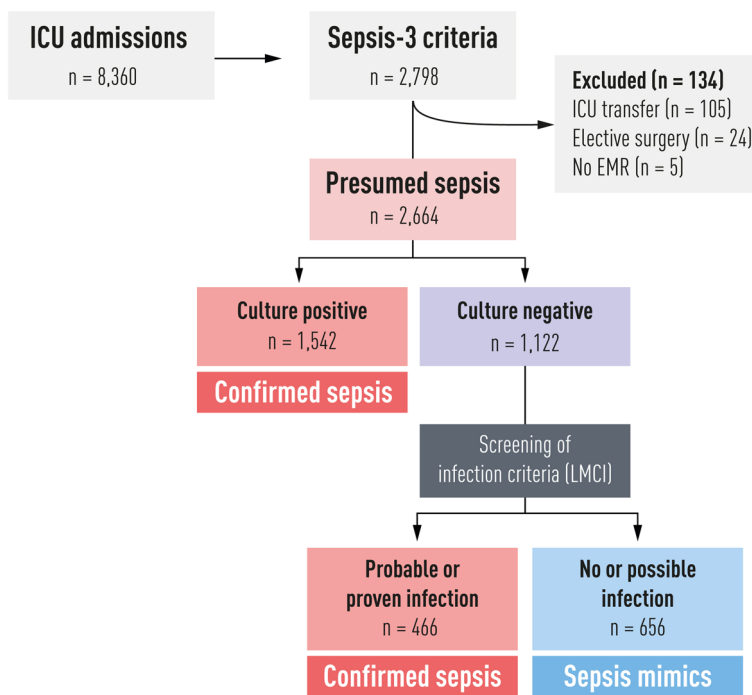 ICU admissions
n = 8,360
Sepsis-3 criteria
n = 2,798
Excluded (n = 134)
ICU transfer (n = 105)
Elective surgery (n = 24)
No EMR (n = 5)
Presumed sepsis
n = 2,664
Culture positive
n = 1,542
Confirmed sepsis
Culture negative
n = 1,122
Screening of
infection criteria (LMCI)
Probable or
proven infection
n = 466
Confirmed sepsis
No or possible
infection
n = 656
Sepsis mimics